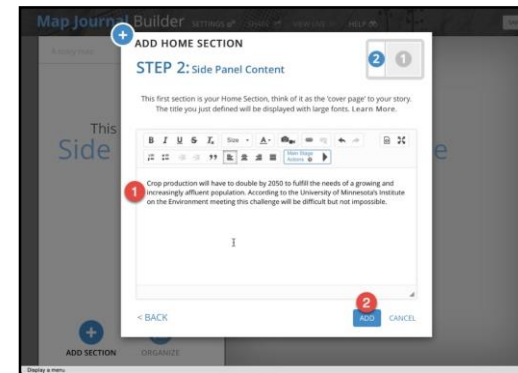 Map Journal Builder SETTINGS SHARE VIEW LIVE HELP
ADD HOME SECTION
STEP 2: Side Panel Content
2 1
This first section is your Home Section, think of it as the 'cover page' to your story.
The title you just defined will be displayed with large fonts. Learn More.
This
Side
e
B I U S Ix Size A
Main Stage
Actions
1
Crop production will have to double by 2050 to fulfill the needs of a growing and
increasingly affluent population. According to the University of Minnesota's Institute
on the Environment meeting this challenge will be difficult but not impossible.
2
< BACK ADD CANCEL
ADD SECTION ORGANIZE
Display a menu